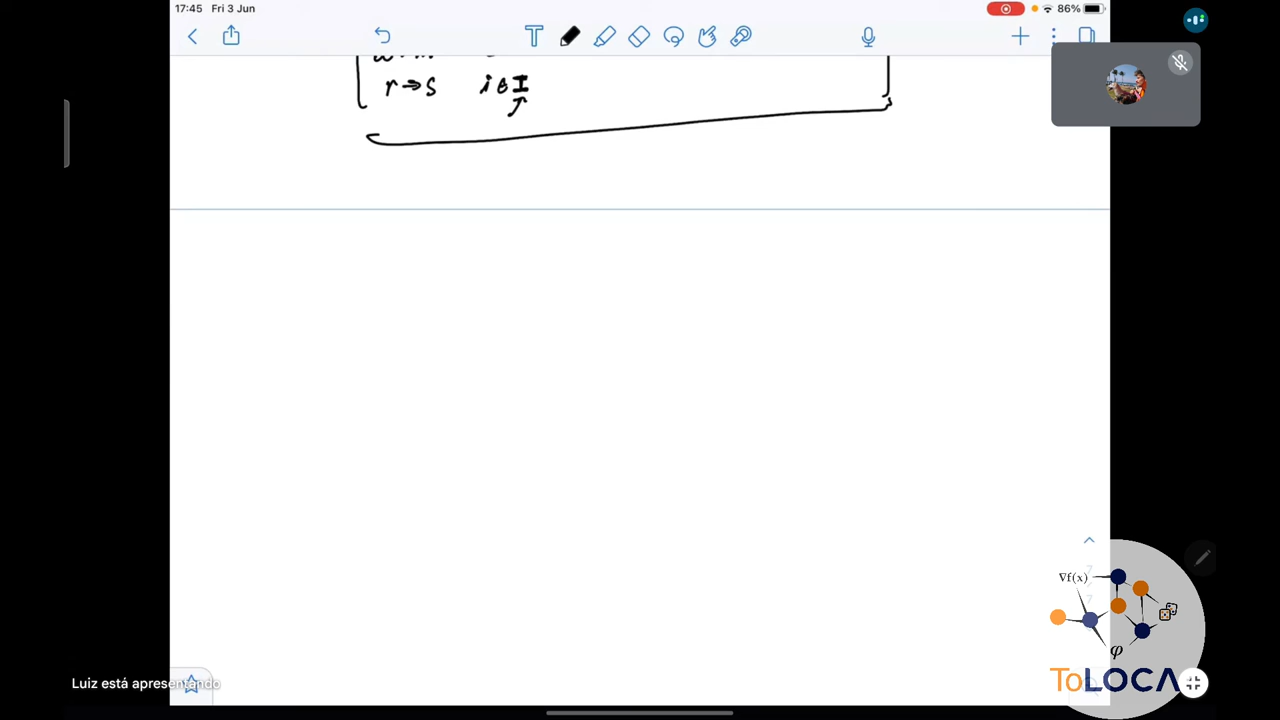 17:45 Fri 3 Jun
86%
T
r → s i ∈ I
∇f(x)
φ
ToLOCA
Luiz está apresentando